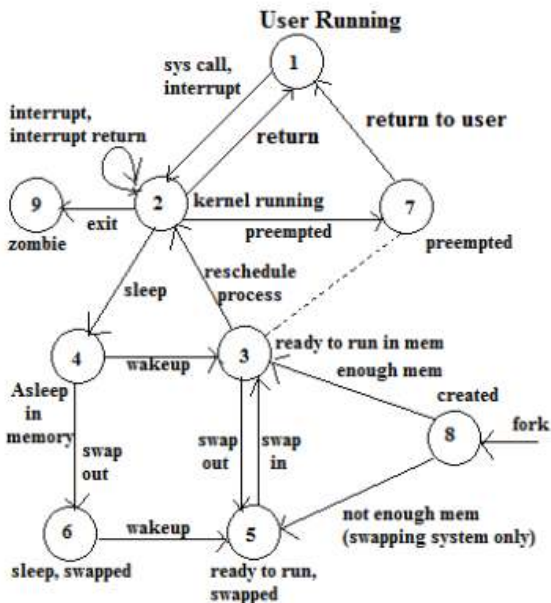 User Running
1
sys call,
interrupt
interrupt,
interrupt return
return
return to user
9
2
kernel running
7
exit
zombie
preempted
preempted
sleep
reschedule
process
4
wakeup
3
ready to run in mem
enough mem
created
Asleep
in
memory
8
fork
swap
out
swap
out
swap
in
6
wakeup
5
not enough mem
(swapping system only)
sleep, swapped
ready to run,
swapped